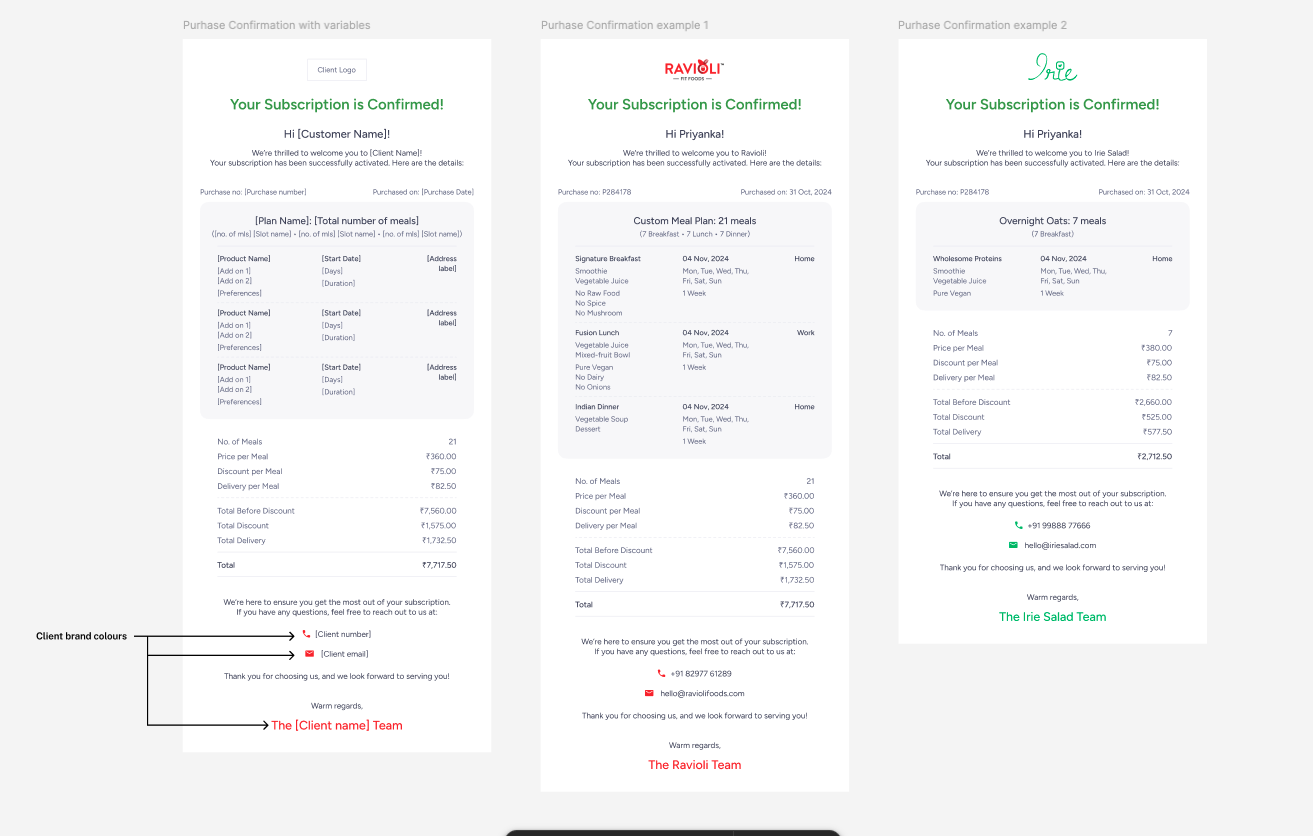 Purhase Confirmation with variables
Client Logo
Your Subscription is Confirmed!
Hi [Customer Name]!
We're thrilled to welcome you to [Client Name]!
Your subscription has been successfully activated. Here are the details:
Purchase no: [Purchase number] Purchased on: [Purchase Date]
[Plan Name]: [Total number of meals]
([no. of mls] [Slot name] • [no. of mls] [Slot name] • [no. of mls] [Slot name])
[Product Name] [Start Date] [Address
label]
[Add on 1] [Days]
[Add on 2] [Duration]
[Preferences]
[Product Name] [Start Date] [Address
label]
[Add on 1] [Days]
[Add on 2] [Duration]
[Preferences]
[Product Name] [Start Date] [Address
label]
[Add on 1] [Days]
[Add on 2] [Duration]
[Preferences]
No. of Meals 21
Price per Meal ₹360.00
Discount per Meal ₹75.00
Delivery per Meal ₹82.50
Total Before Discount ₹7,560.00
Total Discount ₹1,575.00
Total Delivery ₹1,732.50
Total ₹7,717.50
We're here to ensure you get the most out of your subscription.
If you have any questions, feel free to reach out to us at:
Client brand colours
[Client number]
[Client email]
Thank you for choosing us, and we look forward to serving you!
Warm regards,
The [Client name] Team
Purhase Confirmation example 1
RAVIOLI™
FIT FOODS
Your Subscription is Confirmed!
Hi Priyanka!
We're thrilled to welcome you to Ravioli!
Your subscription has been successfully activated. Here are the details:
Purchase no: P284178 Purchased on: 31 Oct, 2024
Custom Meal Plan: 21 meals
(7 Breakfast • 7 Lunch • 7 Dinner)
Signature Breakfast 04 Nov, 2024 Home
Smoothie Mon, Tue, Wed, Thu,
Vegetable Juice Fri, Sat, Sun
No Raw Food 1 Week
No Spice
No Mushroom
Fusion Lunch 04 Nov, 2024 Work
Vegetable Juice Mon, Tue, Wed, Thu,
Mixed-fruit Bowl Fri, Sat, Sun
Pure Vegan 1 Week
No Dairy
No Onions
Indian Dinner 04 Nov, 2024 Home
Vegetable Soup Mon, Tue, Wed, Thu,
Dessert Fri, Sat, Sun
1 Week
No. of Meals 21
Price per Meal ₹360.00
Discount per Meal ₹75.00
Delivery per Meal ₹82.50
Total Before Discount ₹7,560.00
Total Discount ₹1,575.00
Total Delivery ₹1,732.50
Total ₹7,717.50
We're here to ensure you get the most out of your subscription.
If you have any questions, feel free to reach out to us at:
+91 82977 61289
hello@raviolifoods.com
Thank you for choosing us, and we look forward to serving you!
Warm regards,
The Ravioli Team
Purhase Confirmation example 2
Irie
Your Subscription is Confirmed!
Hi Priyanka!
We're thrilled to welcome you to Irie Salad!
Your subscription has been successfully activated. Here are the details:
Purchase no: P284178 Purchased on: 31 Oct, 2024
Overnight Oats: 7 meals
(7 Breakfast)
Wholesome Proteins 04 Nov, 2024 Home
Smoothie Mon, Tue, Wed, Thu,
Vegetable Juice Fri, Sat, Sun
Pure Vegan 1 Week
No. of Meals 7
Price per Meal ₹380.00
Discount per Meal ₹75.00
Delivery per Meal ₹82.50
Total Before Discount ₹2,660.00
Total Discount ₹525.00
Total Delivery ₹577.50
Total ₹2,712.50
We're here to ensure you get the most out of your subscription.
If you have any questions, feel free to reach out to us at:
+91 99888 77666
hello@iriesalad.com
Thank you for choosing us, and we look forward to serving you!
Warm regards,
The Irie Salad Team